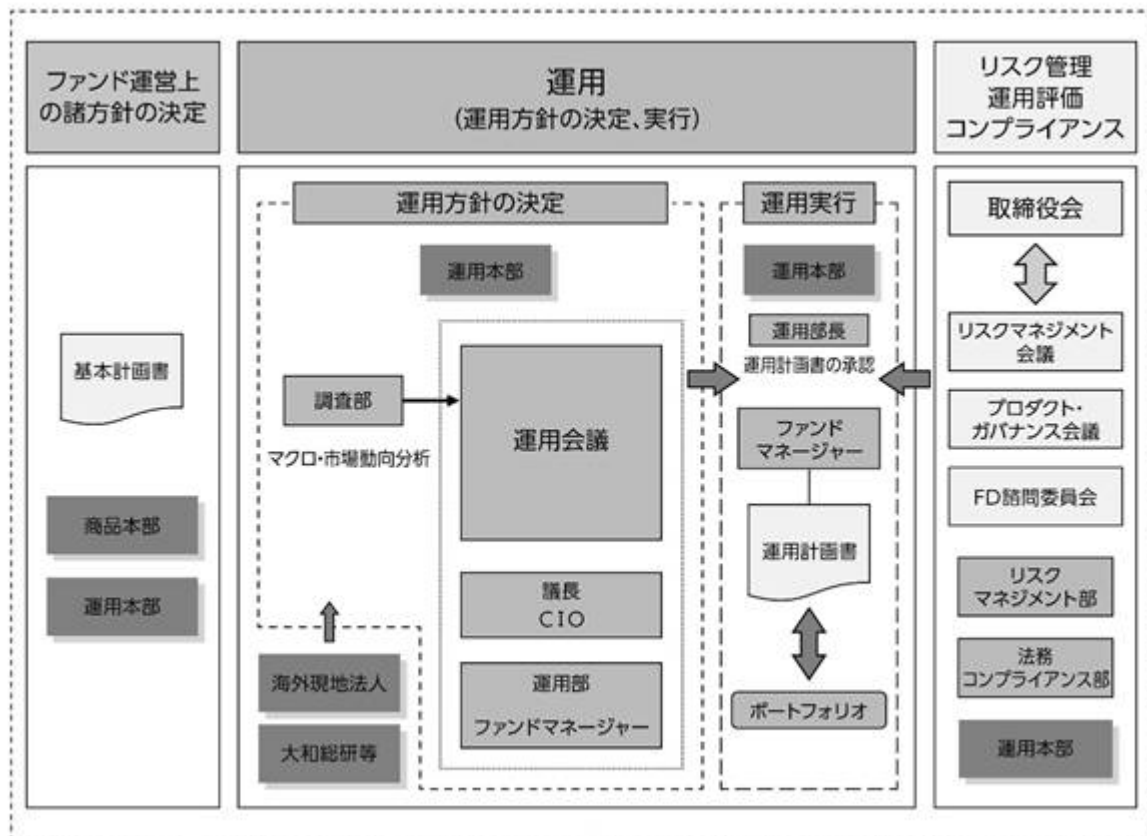 ファンド運営上
の諸方針の決定
運用
(運用方針の決定、実行)
リスク管理
運用評価
コンプライアンス
基本計画書
商品本部
運用本部
運用方針の決定
運用本部
調査部
マクロ・市場動向分析
運用会議
議長
CIO
運用部
ファンドマネージャー
海外現地法人
大和総研等
運用実行
運用本部
運用部長
運用計画書の承認
ファンド
マネージャー
運用計画書
ポートフォリオ
取締役会
リスクマネジメント
会議
プロダクト・
ガバナンス会議
FD諮問委員会
リスク
マネジメント部
法務
コンプライアンス部
運用本部